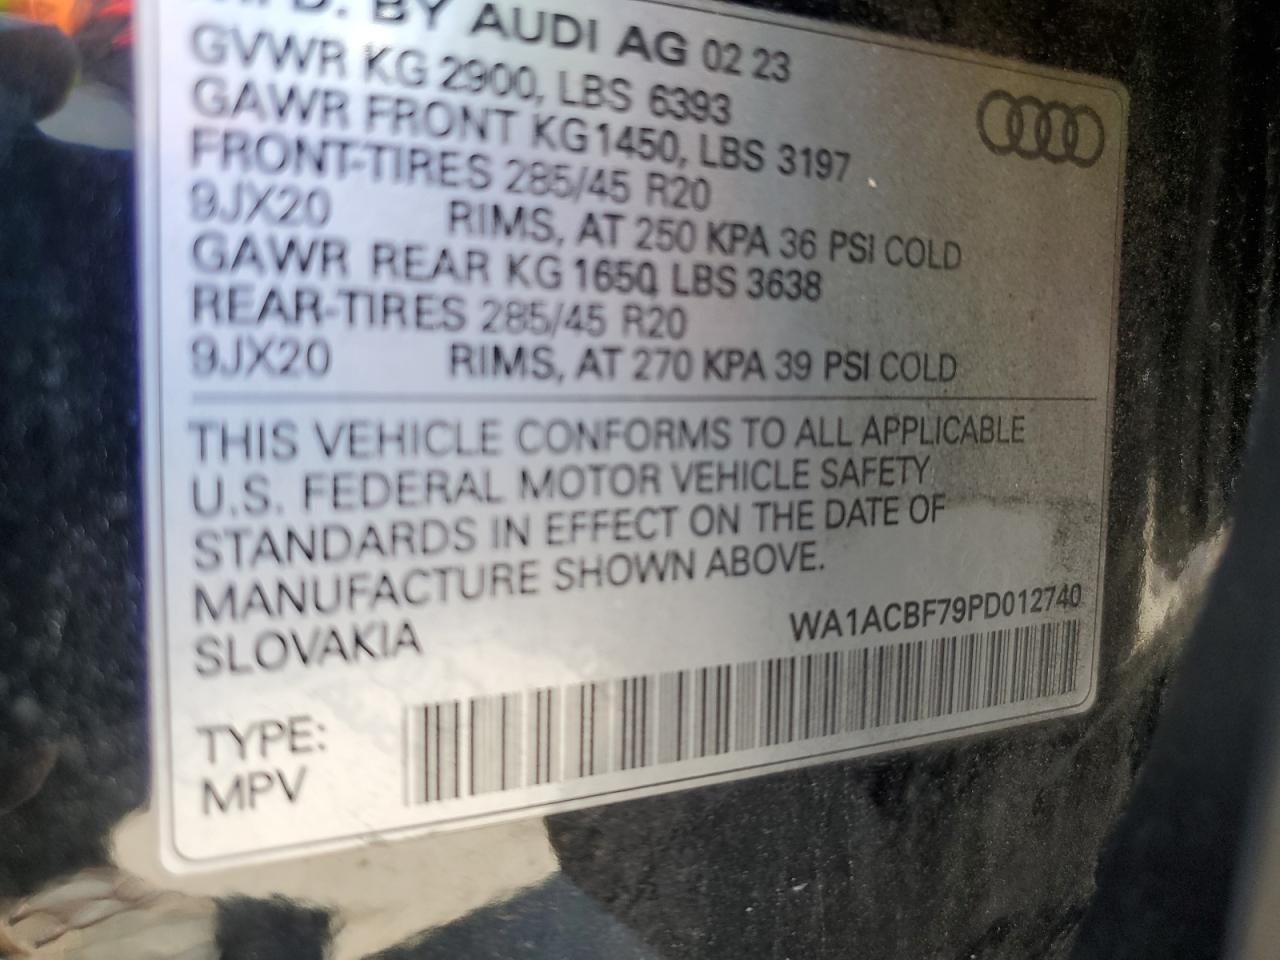 MFD. BY AUDI AG 02 23
GVWR KG 2900, LBS 6393
GAWR FRONT KG1450, LBS 3197
FRONT-TIRES 285/45 R20
9JX20 RIMS, AT 250 KPA 36 PSI COLD
GAWR REAR KG 1650, LBS 3638
REAR-TIRES 285/45 R20
9JX20 RIMS, AT 270 KPA 39 PSI COLD
THIS VEHICLE CONFORMS TO ALL APPLICABLE
U.S. FEDERAL MOTOR VEHICLE SAFETY
STANDARDS IN EFFECT ON THE DATE OF
MANUFACTURE SHOWN ABOVE.
SLOVAKIA
WA1ACBF79PD012740
TYPE:
MPV